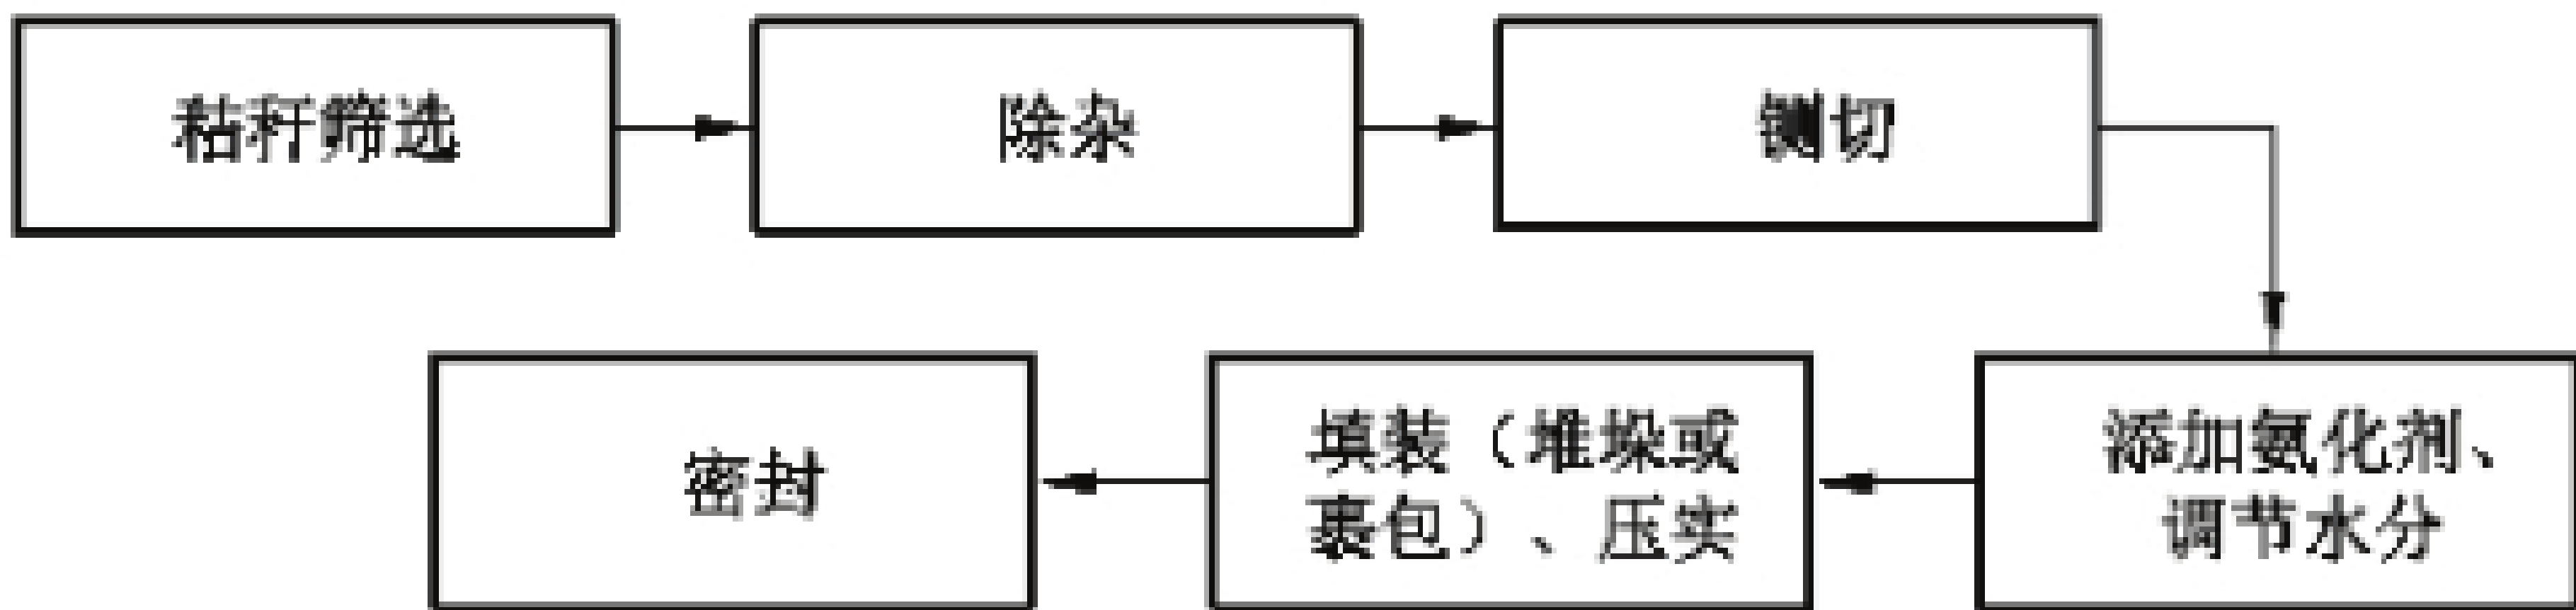 秸秆筛选
除杂
铡切
添加氨化剂、
调节水分
填装（堆垛或
裹包）、压实
密封